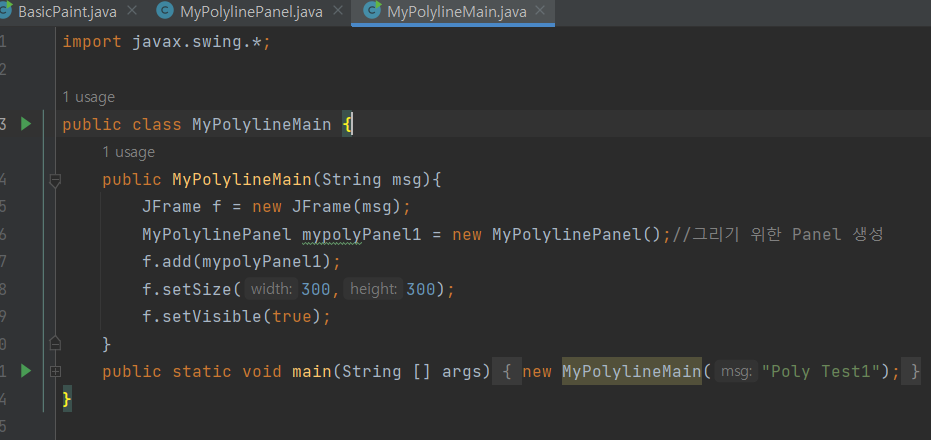 BasicPaint.java MyPolylinePanel.java MyPolylineMain.java
1 import javax.swing.*;
2
1 usage
3 public class MyPolylineMain {
1 usage
4 public MyPolylineMain(String msg){
5 JFrame f = new JFrame(msg);
6 MyPolylinePanel mypolyPanel1 = new MyPolylinePanel();//그리기 위한 Panel 생성
7 f.add(mypolyPanel1);
8 f.setSize( width: 300, height: 300);
9 f.setVisible(true);
0 }
1 public static void main(String [] args) { new MyPolylineMain( msg: "Poly Test1"); }
4 }
5